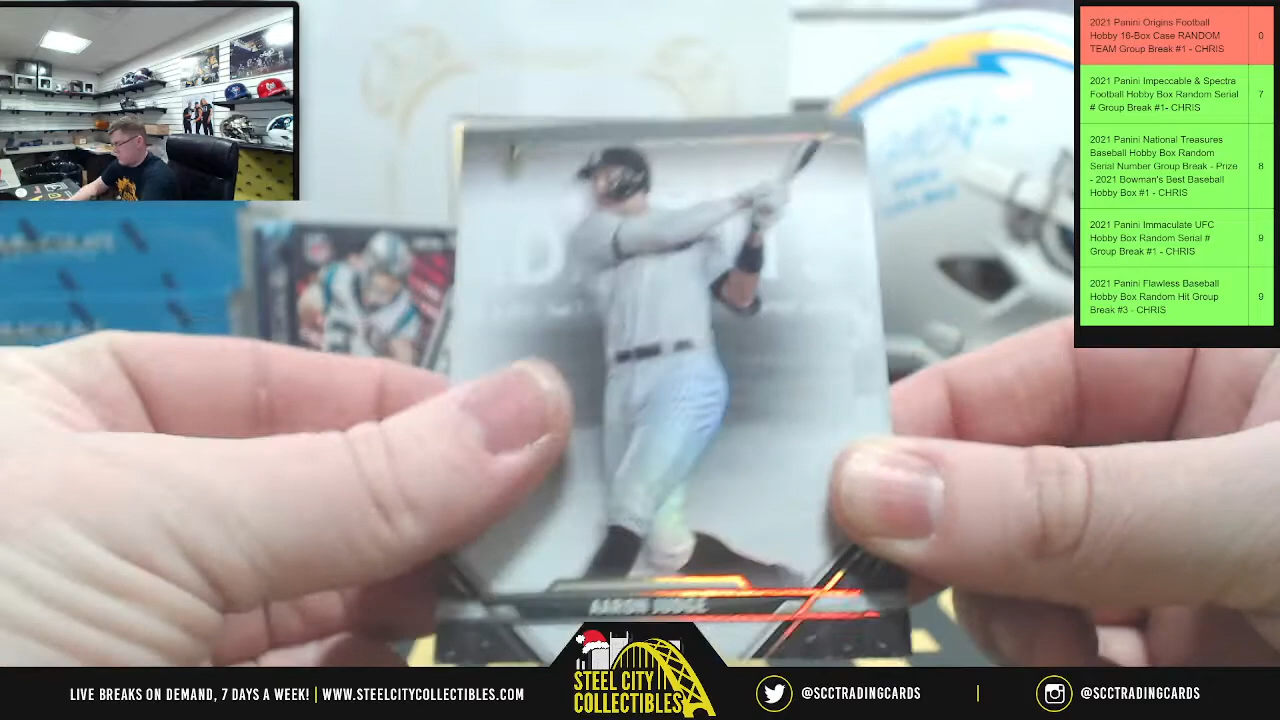 2021 Panini Origins Football
Hobby 16-Box Case RANDOM
TEAM Group Break #1 - CHRIS
0
2021 Panini Impeccable & Spectra
Football Hobby Box Random Serial
# Group Break #1- CHRIS
7
2021 Panini National Treasures
Baseball Hobby Box Random
Serial Number Group Break - Prize
- 2021 Bowman's Best Baseball
Hobby Box #1 - CHRIS
8
2021 Panini Immaculate UFC
Hobby Box Random Serial #
Group Break #1 - CHRIS
9
2021 Panini Flawless Baseball
Hobby Box Random Hit Group
Break #3 - CHRIS
9
AARON JUDGE
LIVE BREAKS ON DEMAND, 7 DAYS A WEEK! | WWW.STEELCITYCOLLECTIBLES.COM
STEEL CITY
COLLECTIBLES
@SCCTRADINGCARDS | @SCCTRADINGCARDS